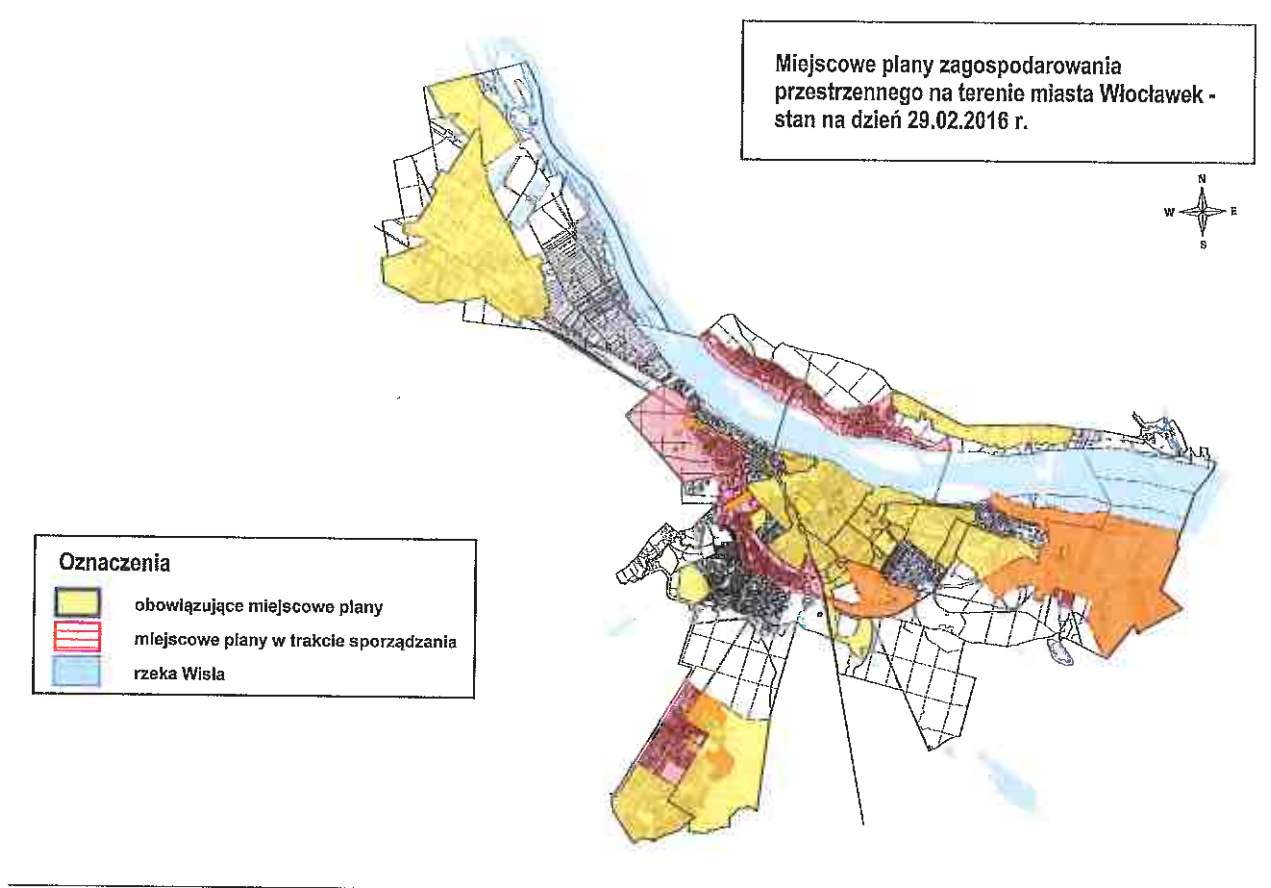 Miejscowe plany zagospodarowania
przestrzennego na terenie miasta Włocławek -
stan na dzień 29.02.2016 r.
N
W E
S
Oznaczenia
obowiązujące miejscowe plany
miejscowe plany w trakcie sporządzania
rzeka Wisła